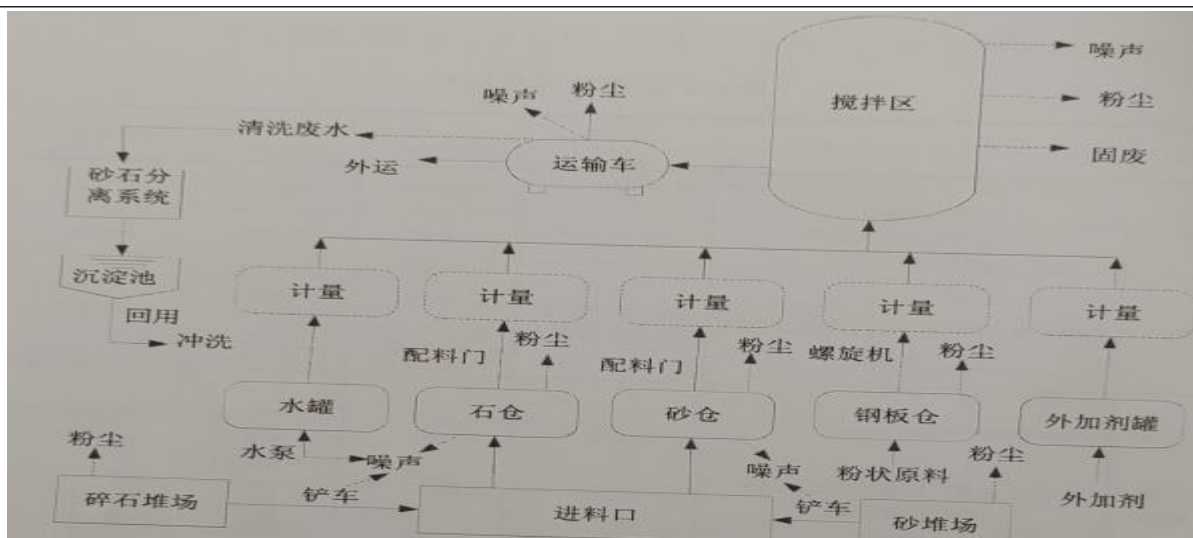 噪声
粉尘
搅拌区
噪声
粉尘
清洗废水
外运
运输车
固废
砂石分
离系统
沉淀池
回用
冲洗
计量
计量
计量
计量
计量
配料门
粉尘
配料门
粉尘
螺旋机
粉尘
水罐
石仓
砂仓
钢板仓
外加剂罐
粉尘
水泵
噪声
噪声
粉状原料
粉尘
碎石堆场
铲车
进料口
铲车
砂堆场
外加剂